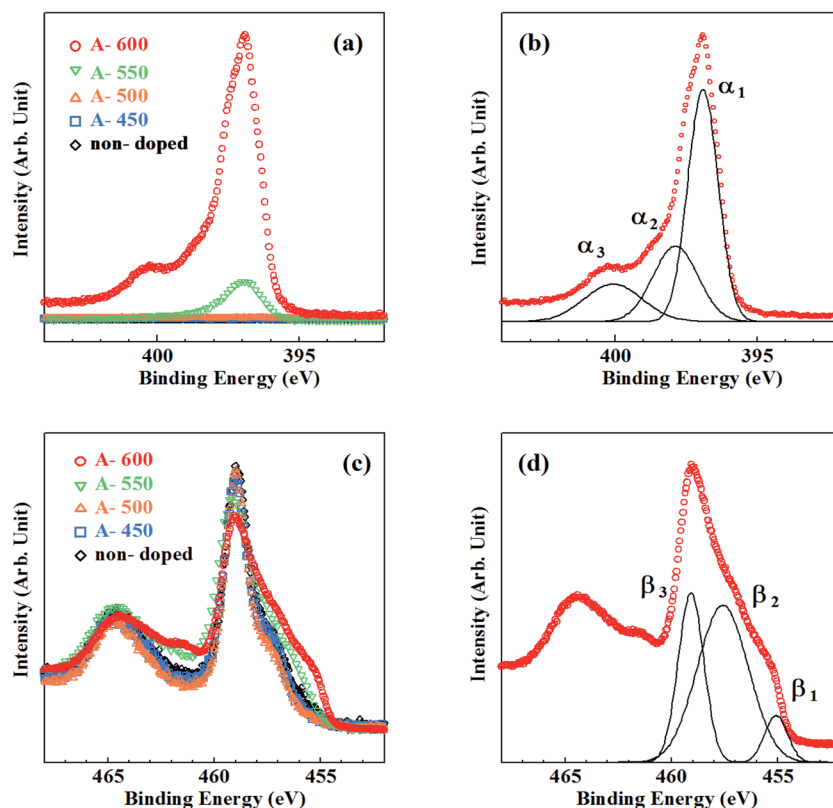 (a)
A- 600
A- 550
A- 500
A- 450
non- doped
Intensity (Arb. Unit)
400
395
Binding Energy (eV)
(b)
α1
α2
α3
Intensity (Arb. Unit)
400
395
Binding Energy (eV)
(c)
A- 600
A- 550
A- 500
A- 450
non- doped
Intensity (Arb. Unit)
465
460
455
Binding Energy (eV)
(d)
β3
β2
β1
Intensity (Arb. Unit)
465
460
455
Binding Energy (eV)